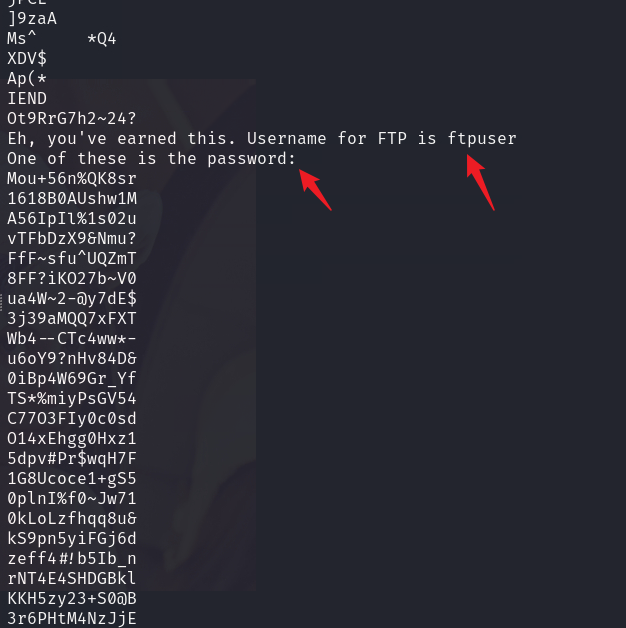 ]9zaA
Ms^ *Q4
XDV$
Ap(*
IEND
Ot9RrG7h2~24?
Eh, you've earned this. Username for FTP is ftpuser
One of these is the password:
Mou+56n%QK8sr
1618B0AUshw1M
A56IpIl%1s02u
vTFbDzX9&Nmu?
FfF~sfu^UQZmT
8FF?iKO27b~V0
ua4W~2-@y7dE$
3j39aMQQ7xFXT
Wb4--CTc4ww*-
u6oY9?nHv84D&
0iBp4W69Gr_Yf
TS*%miyPsGV54
C77O3FIy0c0sd
O14xEhgg0Hxz1
5dpv#Pr$wqH7F
1G8Ucoce1+gS5
0plnI%f0~Jw71
0kLoLzfhqq8u&
kS9pn5yiFGj6d
zeff4#!b5Ib_n
rNT4E4SHDGBkl
KKH5zy23+S0@B
3r6PHtM4NzJjE